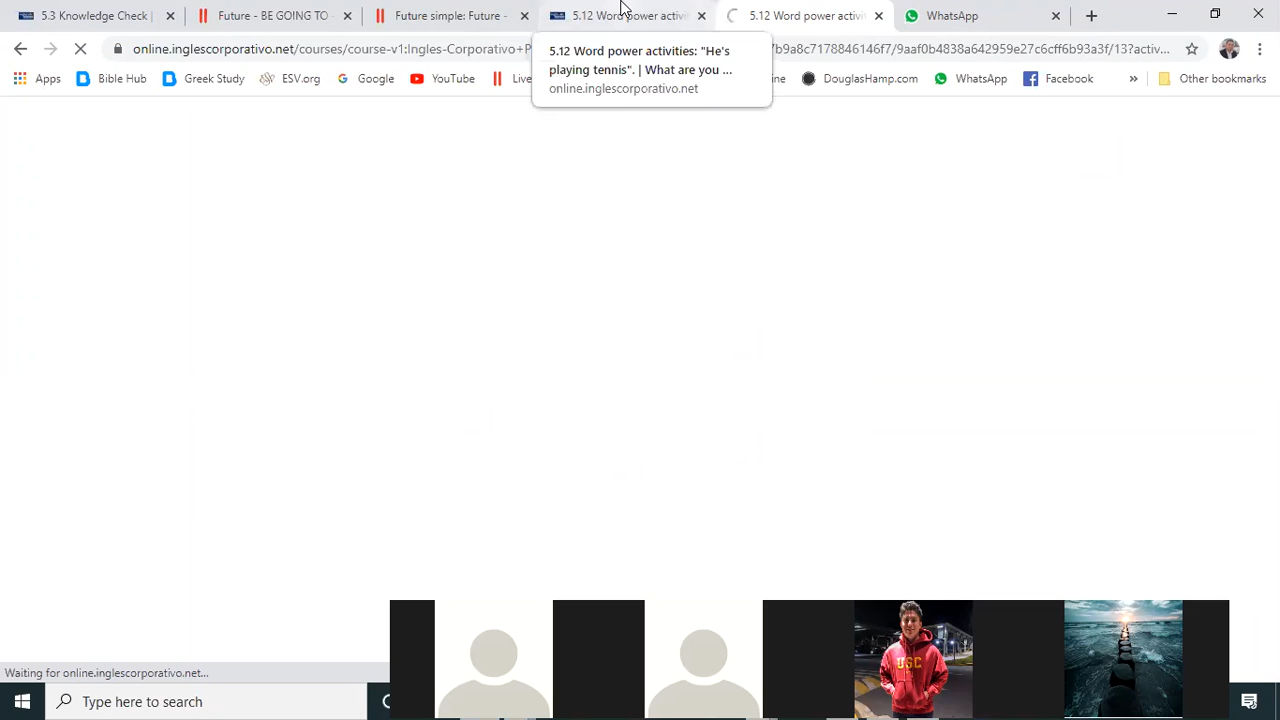 5.3 Knowledge Check
Future - BE GOING TO -
Future simple: Future -
5.12 Word power activi
5.12 Word power activi
WhatsApp
online.inglescorporativo.net/courses/course-v1:Ingles-Corporativo+P
7b9a8c7178846146f7/9aaf0b4838a642959e27c6cff6b93a3f/13?activ...
5.12 Word power activities: "He's
playing tennis". | What are you ...
online.inglescorporativo.net
Apps
Bible Hub
Greek Study
ESV.org
Google
YouTube
Live
ine
DouglasHamp.com
WhatsApp
Facebook
»
Other bookmarks
USC
Waiting for online.inglescorporativo.net...
Type here to search